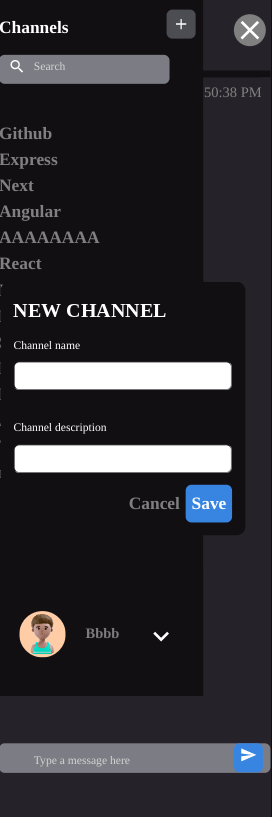 Channels
+
Search
50:38 PM
Github
Express
Next
Angular
AAAAAAAA
React
NEW CHANNEL
Channel name
Channel description
Cancel Save
Bbbb
Type a message here